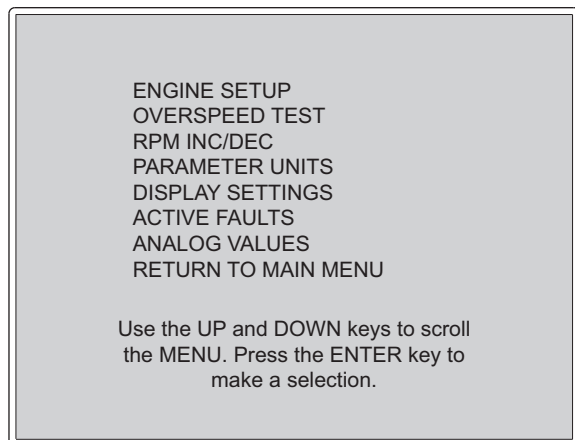 ENGINE SETUP
OVERSPEED TEST
RPM INC/DEC
PARAMETER UNITS
DISPLAY SETTINGS
ACTIVE FAULTS
ANALOG VALUES
RETURN TO MAIN MENU
Use the UP and DOWN keys to scroll
the MENU. Press the ENTER key to
make a selection.